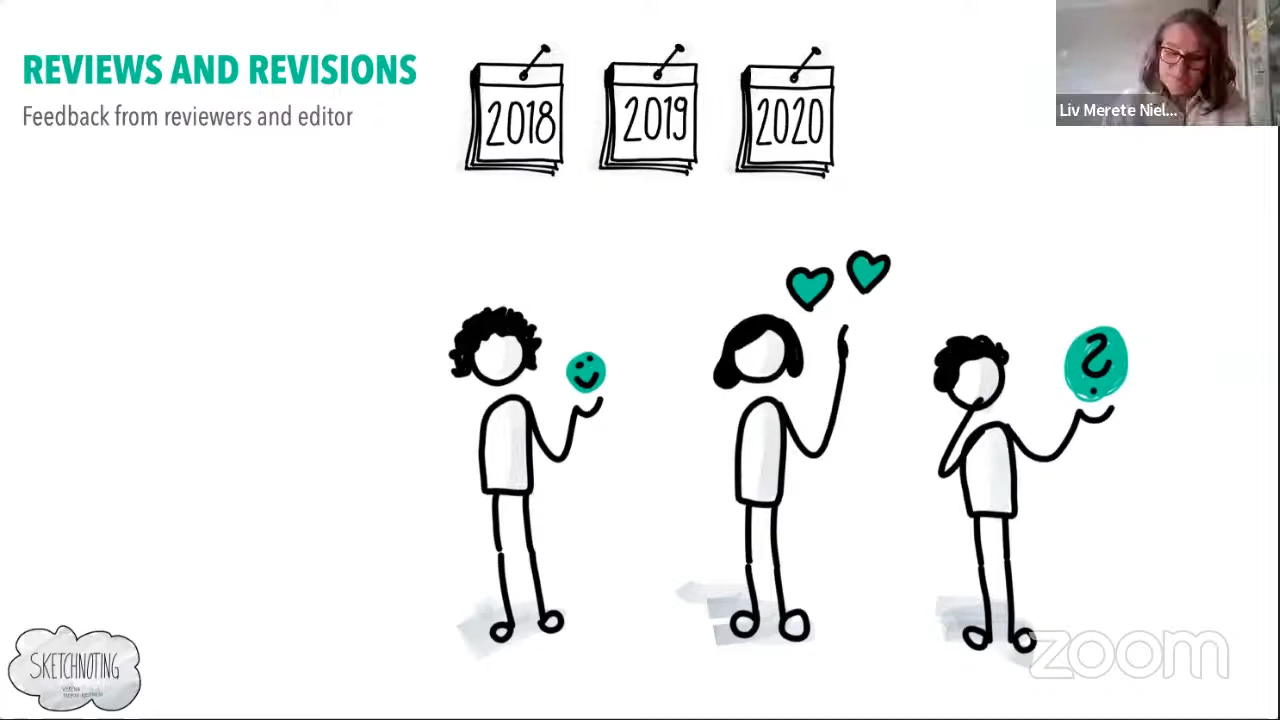 REVIEWS AND REVISIONS
Feedback from reviewers and editor
2018 2019 2020
Liv Merete Niel...
?
SKETCHNOTING
zoom